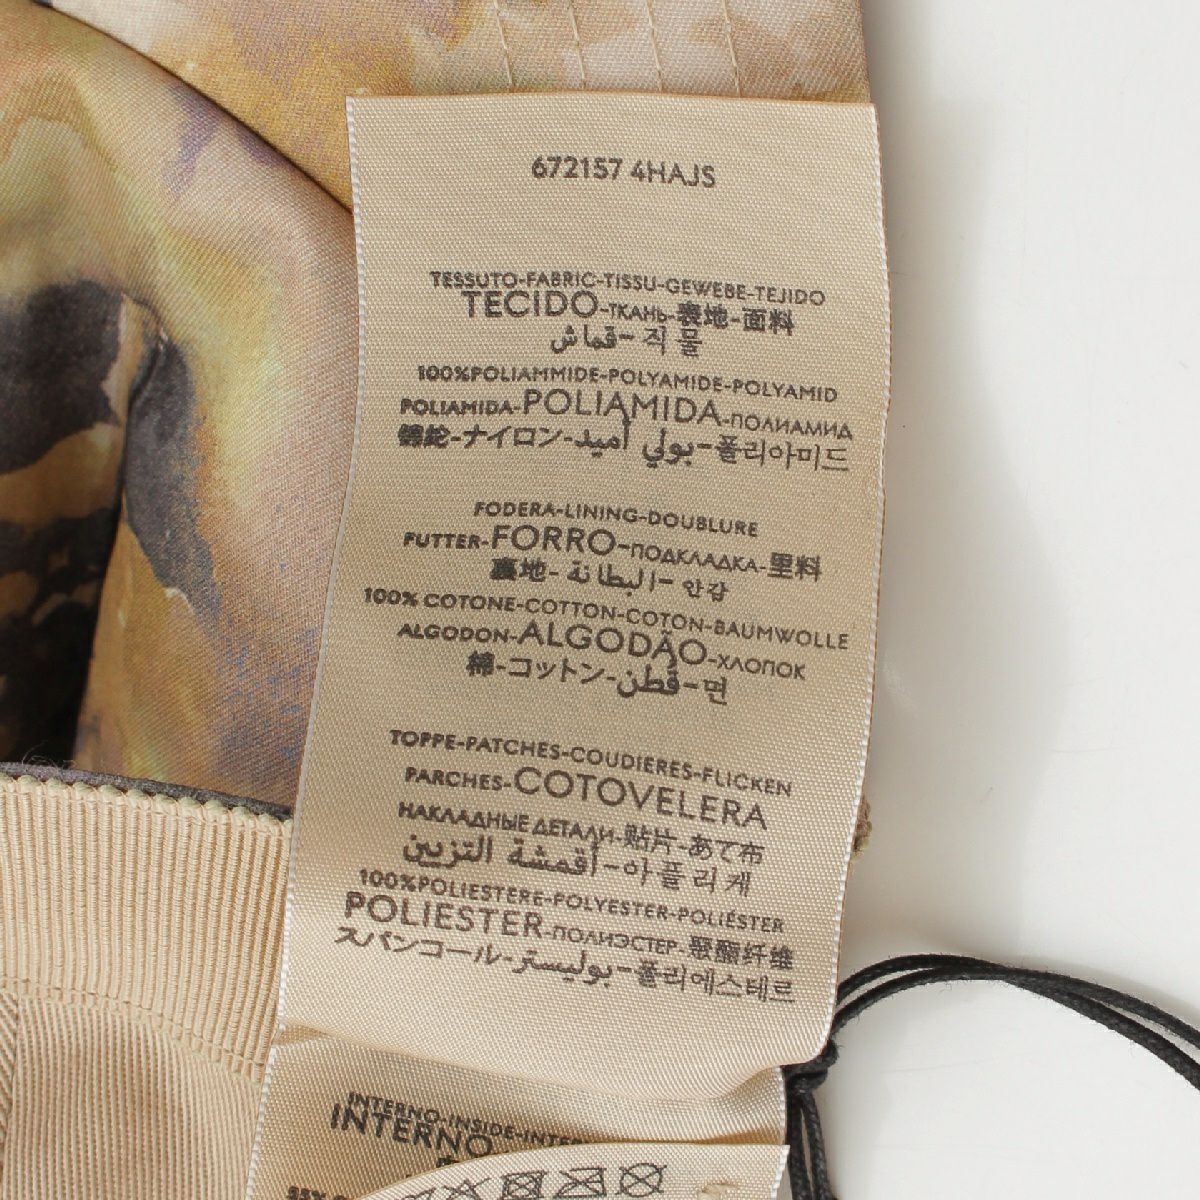 672157 4HAJS
TESSUTO-FABRIC-TISSU-GEWEBE-TEJIDO
TECIDO-ТКАНЬ-表地-面料
قماش-직물
100%POLIAMMIDE-POLYAMIDE-POLYAMID
POLIAMIDA-POLIAMIDA-ПОЛИАМИД
锦纶-ナイロン-بولي أميد-폴리아미드
FODERA-LINING-DOUBLURE
FUTTER-FORRO-ПОДКЛАДКА-里料
裏地-البطانة-안감
100% COTONE-COTTON-COTON-BAUMWOLLE
ALGODON-ALGODÃO-ХЛОПОК
綿-コットン-قطن-면
TOPPE-PATCHES-COUDIERES-FLICKEN
PARCHES-COTOVELERA
НАКЛАДНЫЕ ДЕТАЛИ-贴片-あて布
أقمشة التزيين-아플리케
100%POLIESTERE-POLYESTER-POLIÉSTER
POLIESTER-ПОЛИЭСТЕР-聚酯纤维
スパンコール-بوليستر-폴리에스테르
INTERNO-INSIDE-INTER
INTERNO